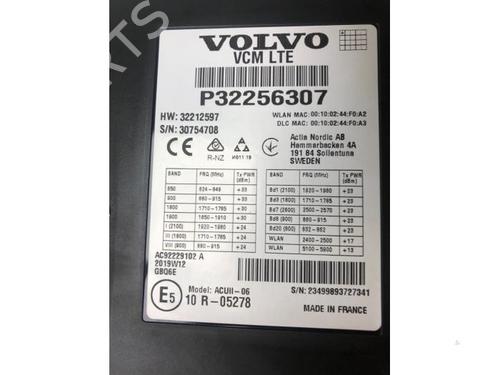 VOLVO
VCM LTE
P32256307
HW: 32212597
S/N: 30754708
WLAN MAC: 00:10:02:44:F0:A2
DLC MAC: 00:10:02:44:F0:A3
Actia Nordic AB
Hammarbacken 4A
191 84 Sollentuna
SWEDEN
CE
R-NZ
И011 19
BAND FRQ (MHz) Tx PWR (dBm)
850 824-849 +33
900 880-915 +33
1800 1710-1785 +30
1900 1850-1910 +30
I (2100) 1920-1980 +24
III (1800) 1710-1785 +24
VIII (900) 880-915 +24
BAND FRQ (MHz) Tx PWR (dBm)
Bd1 (2100) 1920-1980 +23
Bd3 (1800) 1710-1785 +23
Bd7 (2600) 2500-2570 +23
Bd8 (900) 880-915 +23
Bd20 (800) 832-862 +23
WLAN 2400-2500 +17
WLAN 5100-5900 +13
AC92229102 A
2019W12
GBQ6E
S/N: 23499893727341
E5
Model: ACUII-06
10 R-05278
MADE IN FRANCE